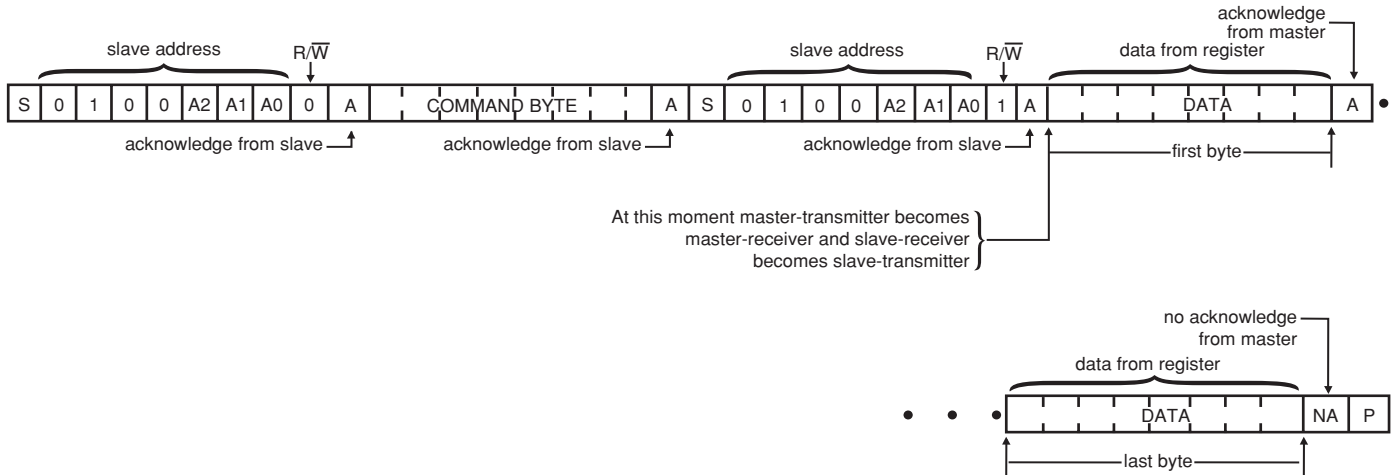 acknowledge
from master
slave address
R/W̅
slave address
R/W̅
data from register
S 0 1 0 0 A2 A1 A0 0 A COMMAND BYTE A S 0 1 0 0 A2 A1 A0 1 A DATA A
acknowledge from slave
acknowledge from slave
acknowledge from slave
first byte
At this moment master-transmitter becomes
master-receiver and slave-receiver
becomes slave-transmitter
no acknowledge
from master
data from register
DATA NA P
last byte